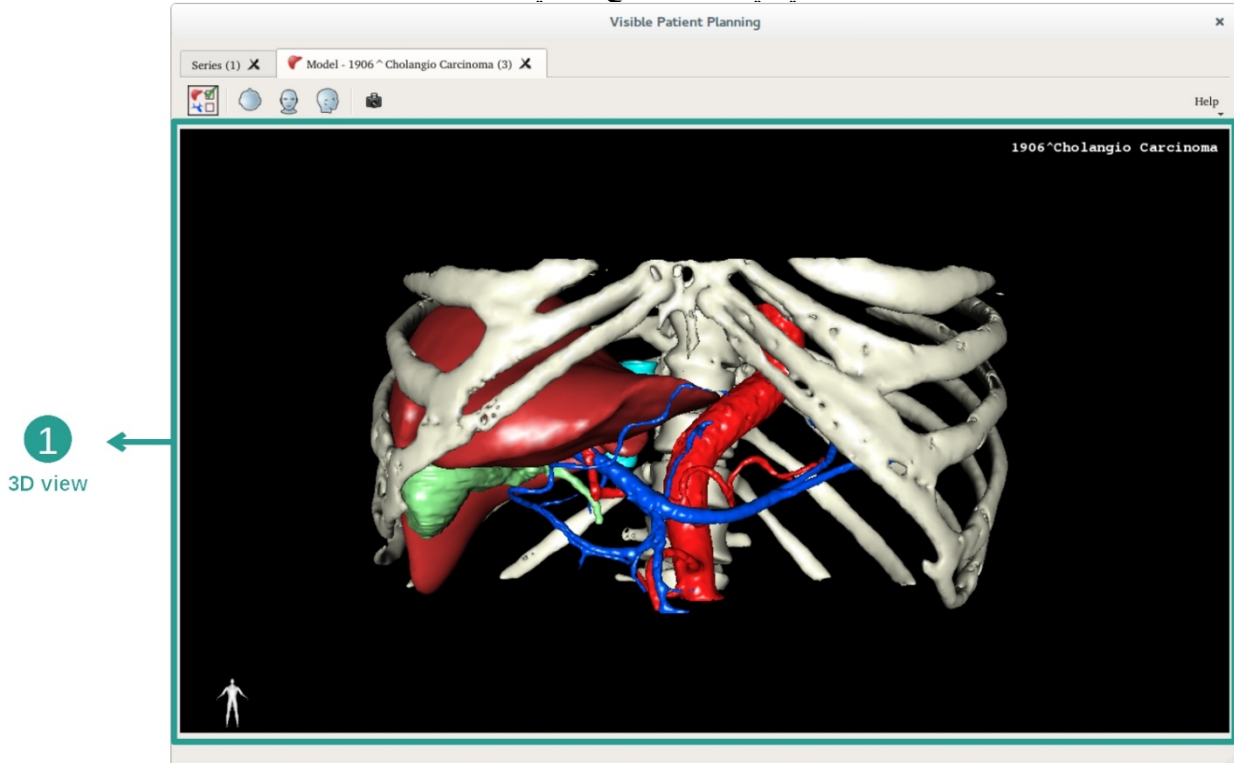 Visible Patient Planning
Series (1)
Model - 1906 ^ Cholangio Carcinoma (3)
Help
1906^Cholangio Carcinoma
1
3D view